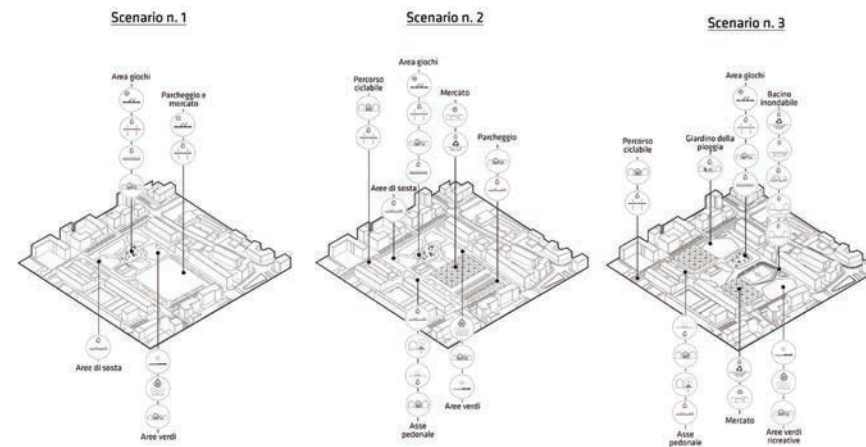 Scenario n. 1
Area giochi
Parcheggio e
mercato
Aree di sosta
Aree verdi
Scenario n. 2
Percorso
ciclabile
Area giochi
Mercato
Parcheggio
Aree di sosta
Asse
pedonale
Aree verdi
Scenario n. 3
Percorso
ciclabile
Giardino della
pioggia
Area giochi
Bacino
inondabile
Asse
pedonale
Mercato
Aree verdi
ricreative